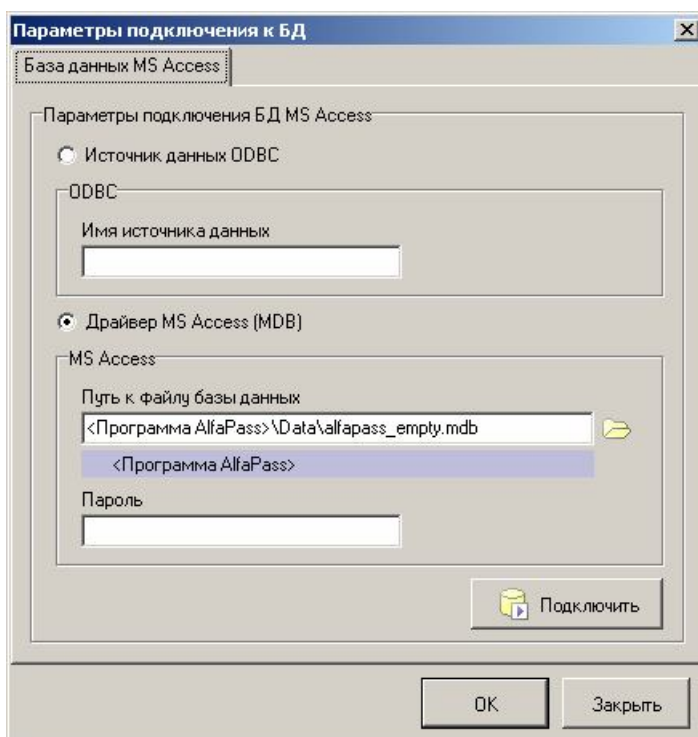 Параметры подключения к БД
База данных MS Access
Параметры подключения БД MS Access
Источник данных ODBC
ODBC
Имя источника данных
Драйвер MS Access (MDB)
MS Access
Путь к файлу базы данных
<Программа AlfaPass>\Data\alfapass_empty.mdb
<Программа AlfaPass>
Пароль
Подключить
OK
Закрыть